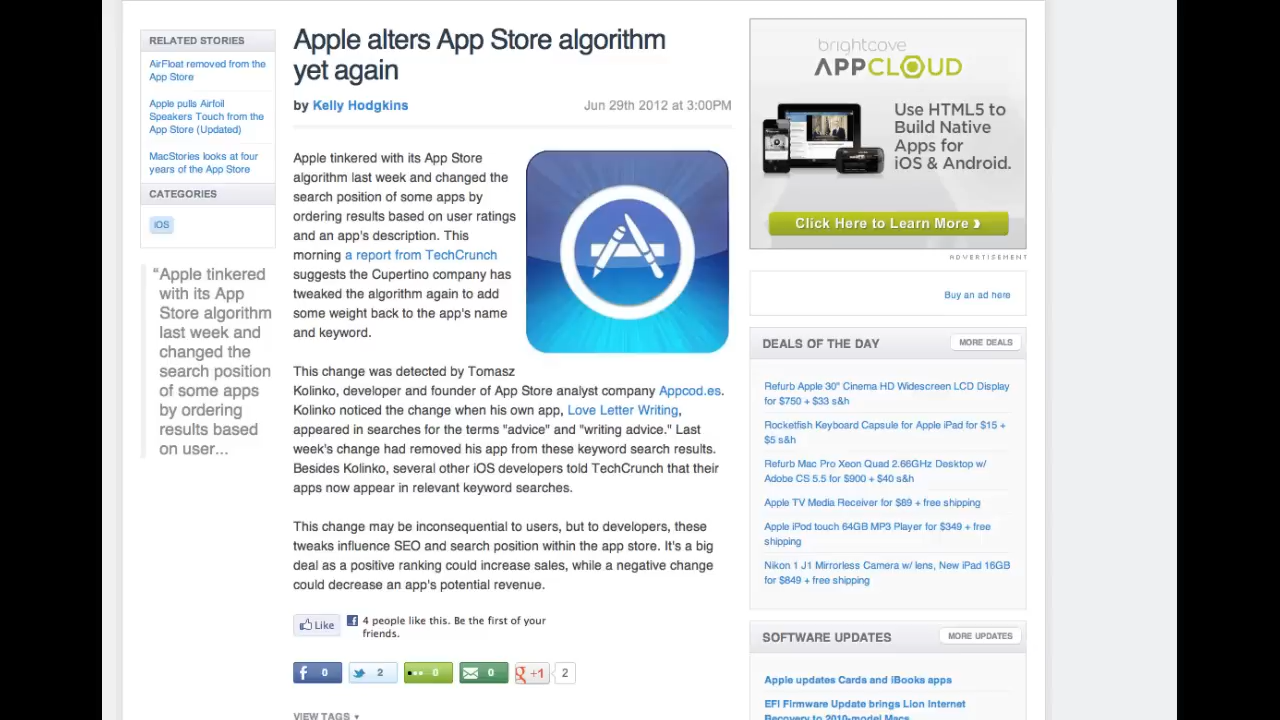 RELATED STORIES
AirFloat removed from the
App Store
Apple pulls Airfoil
Speakers Touch from the
App Store (Updated)
MacStories looks at four
years of the App Store
CATEGORIES
iOS
“Apple tinkered
with its App
Store algorithm
last week and
changed the
search position
of some apps
by ordering
results based
on user...
Apple alters App Store algorithm
yet again
by Kelly Hodgkins
Jun 29th 2012 at 3:00PM
Apple tinkered with its App Store
algorithm last week and changed the
search position of some apps by
ordering results based on user ratings
and an app's description. This
morning a report from TechCrunch
suggests the Cupertino company has
tweaked the algorithm again to add
some weight back to the app's name
and keyword.
This change was detected by Tomasz
Kolinko, developer and founder of App Store analyst company Appcod.es.
Kolinko noticed the change when his own app, Love Letter Writing,
appeared in searches for the terms "advice" and "writing advice." Last
week's change had removed his app from these keyword search results.
Besides Kolinko, several other iOS developers told TechCrunch that their
apps now appear in relevant keyword searches.
This change may be inconsequential to users, but to developers, these
tweaks influence SEO and search position within the app store. It's a big
deal as a positive ranking could increase sales, while a negative change
could decrease an app's potential revenue.
Like
4 people like this. Be the first of your
friends.
0
2
0
0
+1
2
VIEW TAGS
brightcove
APPCLOUD
Use HTML5 to
Build Native
Apps for
iOS & Android.
Click Here to Learn More
ADVERTISEMENT
Buy an ad here
DEALS OF THE DAY
MORE DEALS
Refurb Apple 30" Cinema HD Widescreen LCD Display
for $750 + $33 s&h
Rocketfish Keyboard Capsule for Apple iPad for $15 +
$5 s&h
Refurb Mac Pro Xeon Quad 2.66GHz Desktop w/
Adobe CS 5.5 for $900 + $40 s&h
Apple TV Media Receiver for $89 + free shipping
Apple iPod touch 64GB MP3 Player for $349 + free
shipping
Nikon 1 J1 Mirrorless Camera w/ lens, New iPad 16GB
for $849 + free shipping
SOFTWARE UPDATES
MORE UPDATES
Apple updates Cards and iBooks apps
EFI Firmware Update brings Lion Internet
Recovery to 2010-model Macs